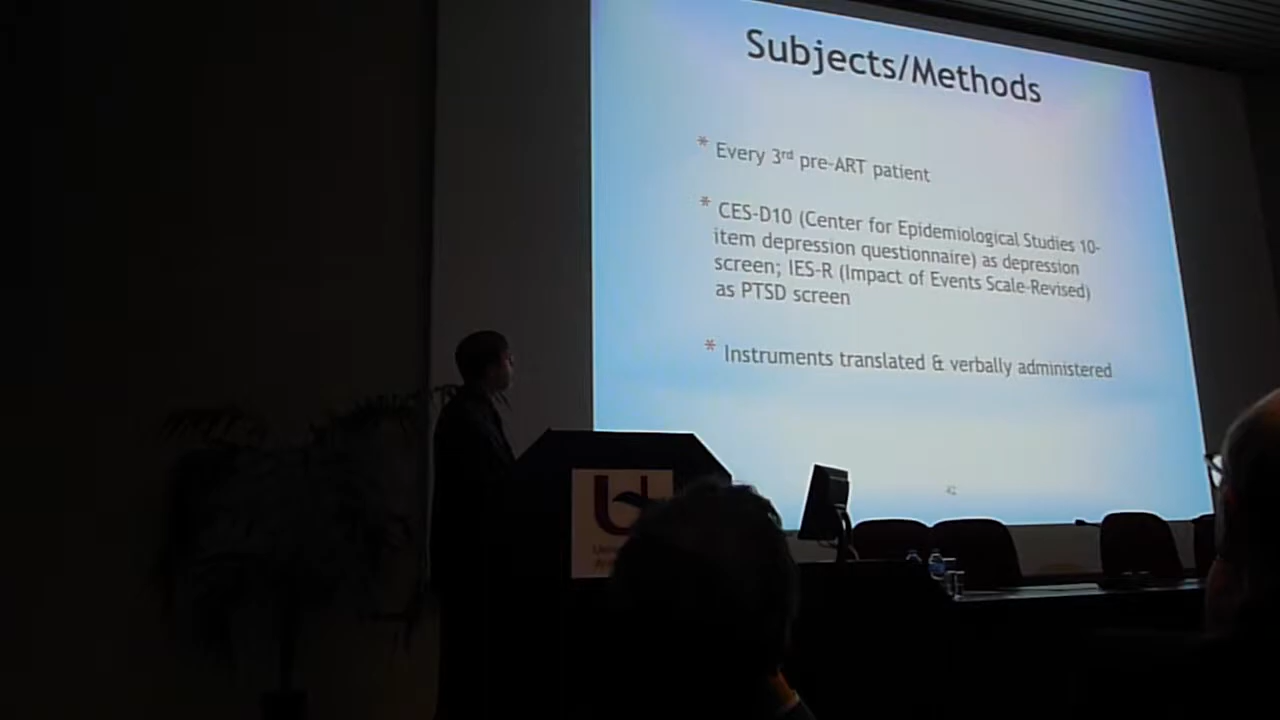 Subjects/Methods
* Every 3rd pre-ART patient
* CES-D10 (Center for Epidemiological Studies 10-
item depression questionnaire) as depression
screen; IES-R (Impact of Events Scale-Revised)
as PTSD screen
* Instruments translated & verbally administered
U